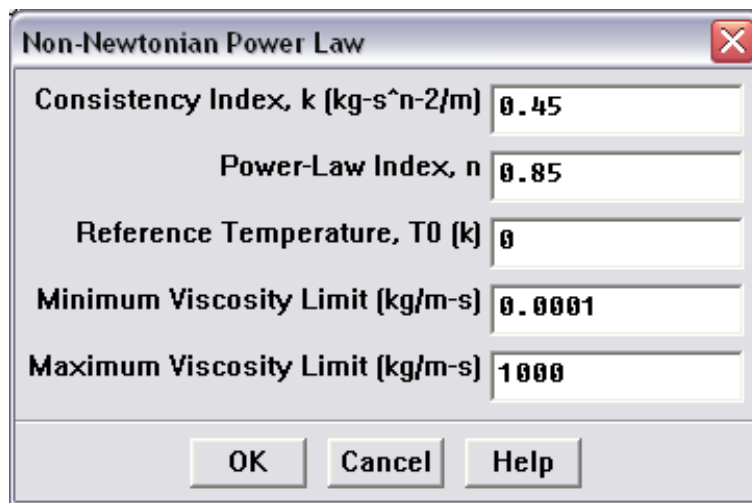 Non-Newtonian Power Law
Consistency Index, k (kg-s^n-2/m) 0.45
Power-Law Index, n 0.85
Reference Temperature, T0 (k) 0
Minimum Viscosity Limit (kg/m-s) 0.0001
Maximum Viscosity Limit (kg/m-s) 1000
OK Cancel Help